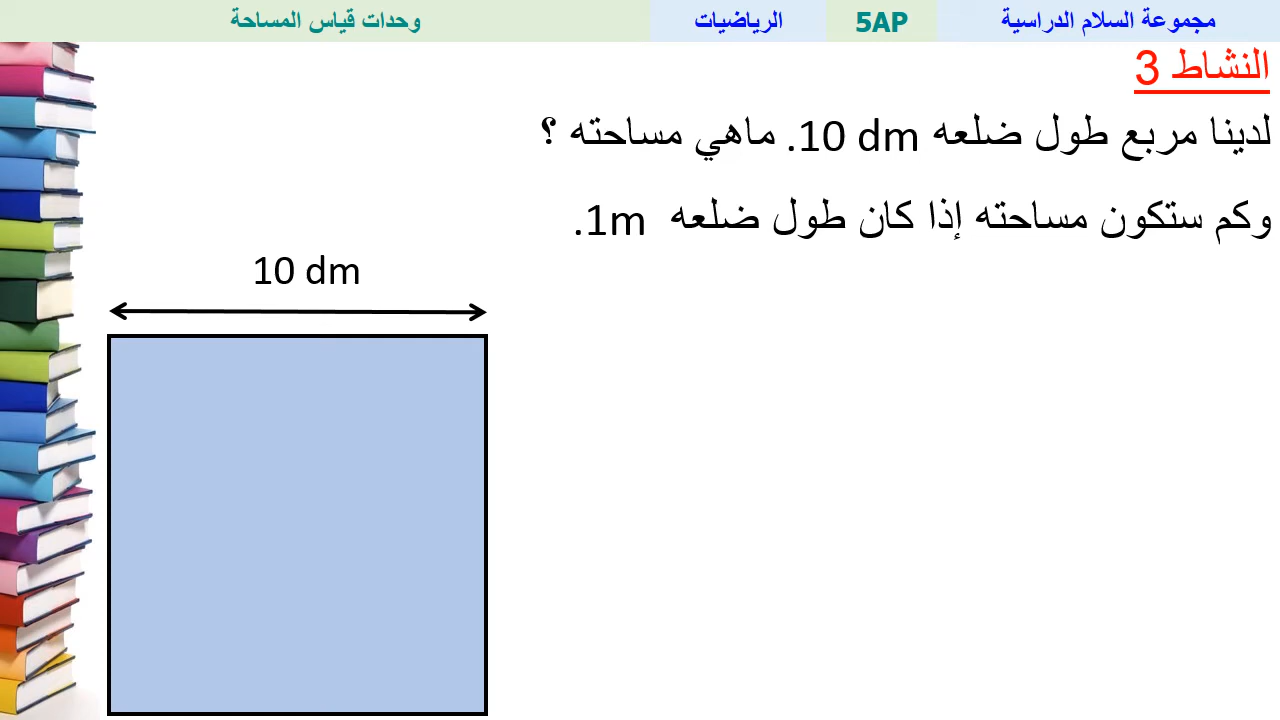 مجموعة السلام الدراسية
5AP
الرياضيات
وحدات قياس المساحة
النشاط 3
لدينا مربع طول ضلعه 10 dm. ماهي مساحته ؟
وكم ستكون مساحته إذا كان طول ضلعه 1m.
10 dm